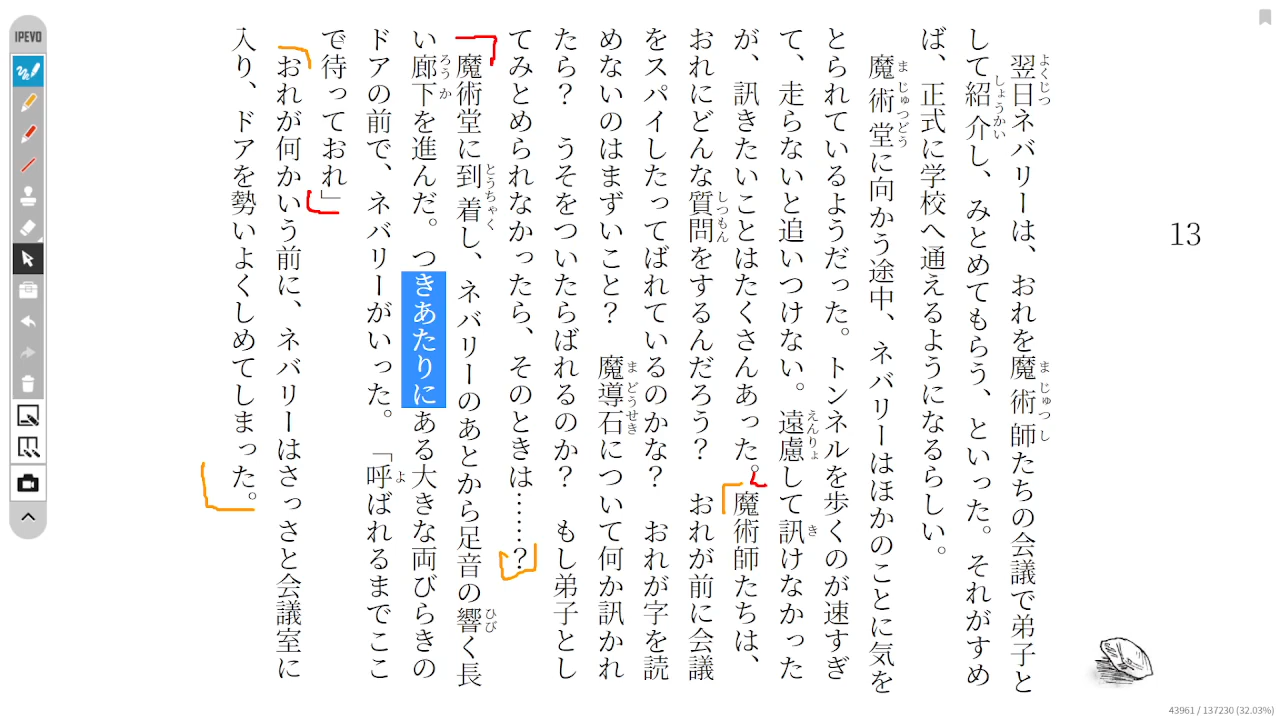 13
翌日ネバリーは、おれを魔術師たちの会議で弟子と
して紹介し、みとめてもらう、といった。それがすめ
ば、正式に学校へ通えるようになるらしい。
魔術堂に向かう途中、ネバリーはほかのことに気を
とられているようだった。トンネルを歩くのが速すぎ
て、走らないと追いつけない。遠慮して訊けなかった
が、訊きたいことはたくさんあった。魔術師たちは、
おれにどんな質問をするんだろう？　おれが前に会議
をスパイしたってばれているのかな？　おれが字を読
めないのはまずいこと？　魔導石について何か訊かれ
たら？　うそをついたらばれるのか？　もし弟子とし
てみとめられなかったら、そのときは……？
魔術堂に到着し、ネバリーのあとから足音の響く長
い廊下を進んだ。つきあたりにある大きな両びらきの
ドアの前で、ネバリーがいった。「呼ばれるまでここ
で待っておれ」
おれが何かいう前に、ネバリーはさっさと会議室に
入り、ドアを勢いよくしめてしまった。
IPEVO
43961 / 137230 (32.03%)